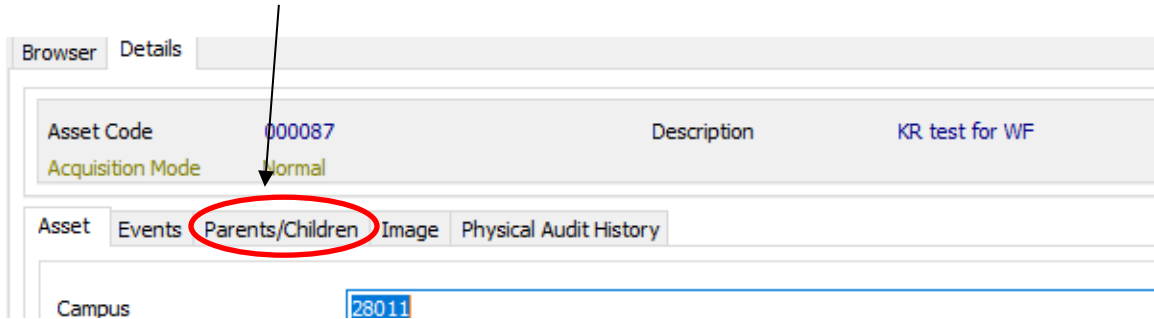 Browser Details
Asset Code 000087 Description KR test for WF
Acquisition Mode Normal
Asset Events Parents/Children Image Physical Audit History
Campus 28011